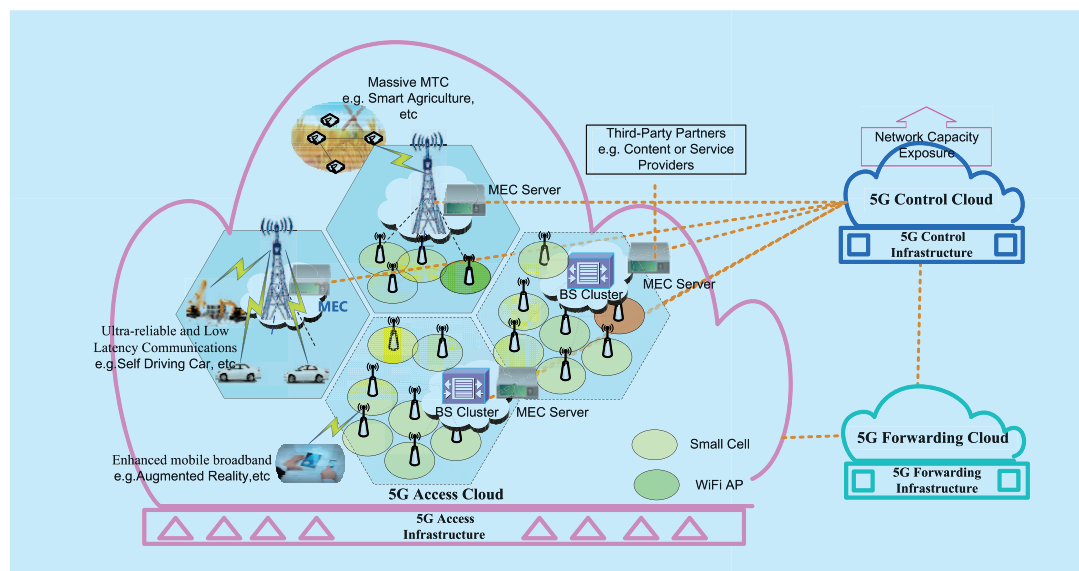 Massive MTC
e.g. Smart Agriculture,
etc
MEC Server
Third-Party Partners
e.g. Content or Service
Providers
Network Capacity
Exposure
5G Control Cloud
5G Control
Infrastructure
MEC
BS Cluster
MEC Server
Ultra-reliable and Low
Latency Communications
e.g.Self Driving Car, etc
BS Cluster
MEC Server
Enhanced mobile broadband
e.g.Augmented Reality,etc
Small Cell
WiFi AP
5G Access Cloud
5G Access
Infrastructure
5G Forwarding Cloud
5G Forwarding
Infrastructure